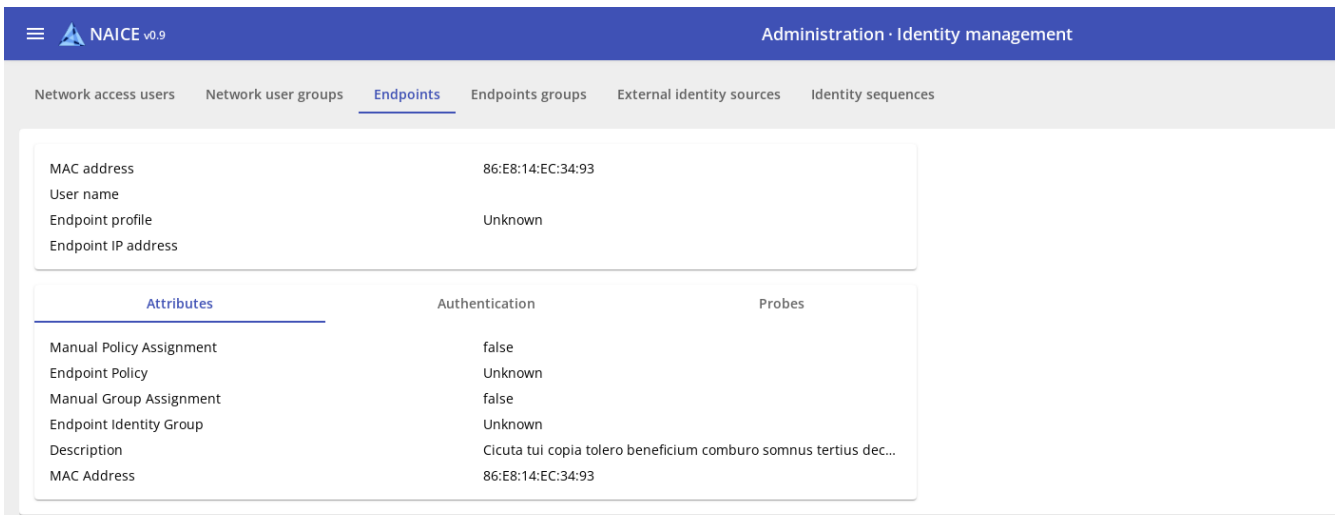 NAICE v0.9
Administration · Identity management
Network access users Network user groups Endpoints Endpoints groups External identity sources Identity sequences
MAC address 86:E8:14:EC:34:93
User name
Endpoint profile Unknown
Endpoint IP address
Attributes Authentication Probes
Manual Policy Assignment false
Endpoint Policy Unknown
Manual Group Assignment false
Endpoint Identity Group Unknown
Description Cicuta tui copia tolero beneficium comburo somnus tertius dec...
MAC Address 86:E8:14:EC:34:93